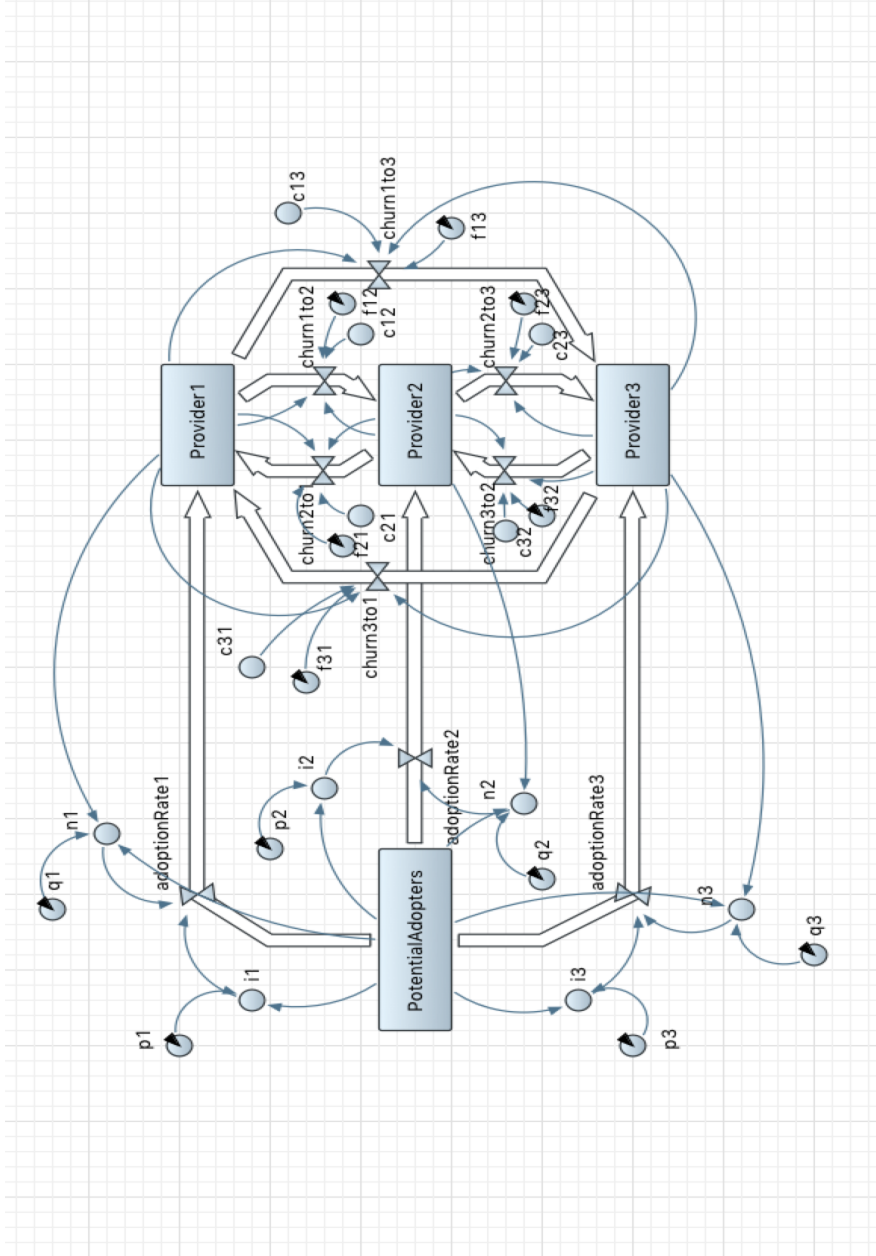 q1
n1
p1
adoptionRate1
i1
PotentialAdopters
p2
i2
adoptionRate2
n2
q2
p3
i3
adoptionRate3
n3
q3
c31
f31
churn3to1
Provider1
churn2to
f21
c21
churn1to2
f12
c12
c13
churn1to3
f13
Provider2
churn3to2
c32
f32
churn2to3
f23
c23
Provider3